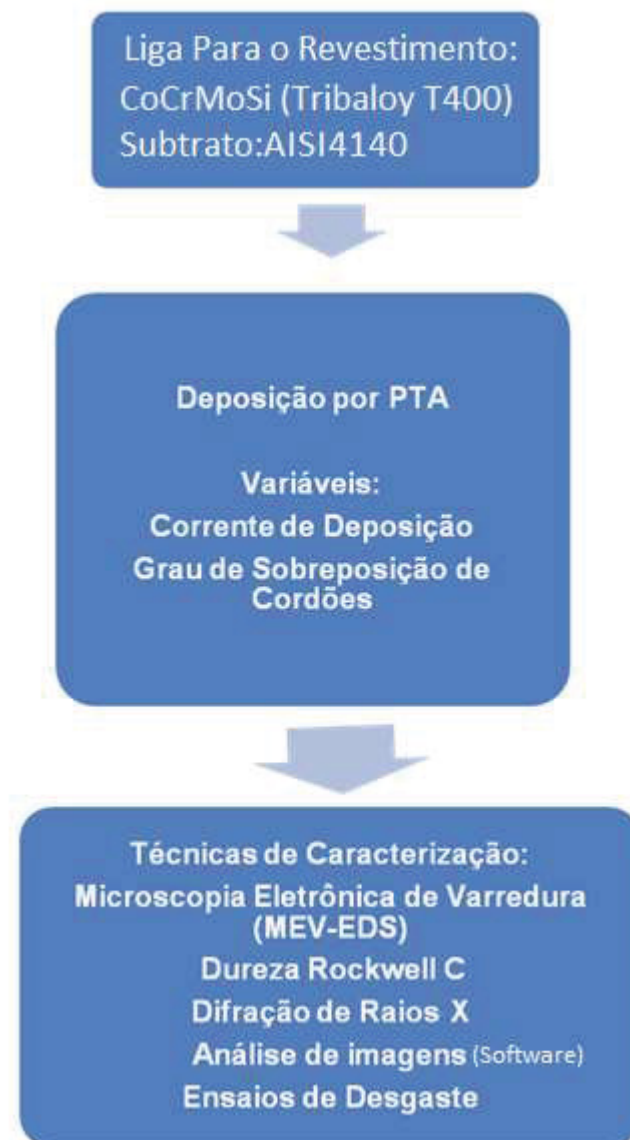 Liga Para o Revestimento:
CoCrMoSi (Tribaloy T400)
Subtrato:AISI4140
Deposição por PTA
Variáveis:
Corrente de Deposição
Grau de Sobreposição de
Cordões
Técnicas de Caracterização:
Microscopia Eletrônica de Varredura
(MEV-EDS)
Dureza Rockwell C
Difração de Raios X
Análise de imagens (Software)
Ensaios de Desgaste